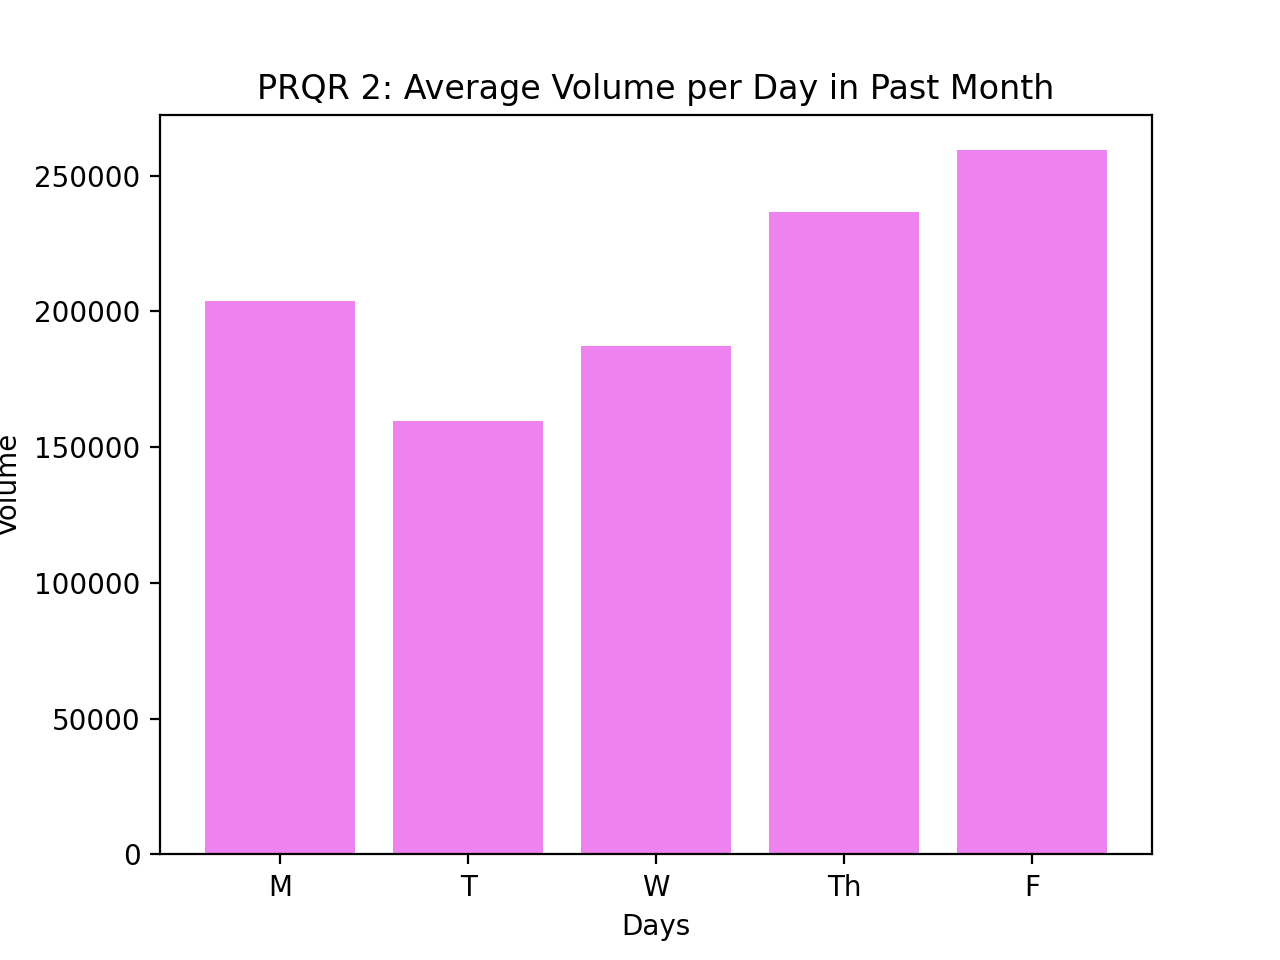 PRQR 2: Average Volume per Day in Past Month
Volume
250000
200000
150000
100000
50000
0
M T W Th F
Days